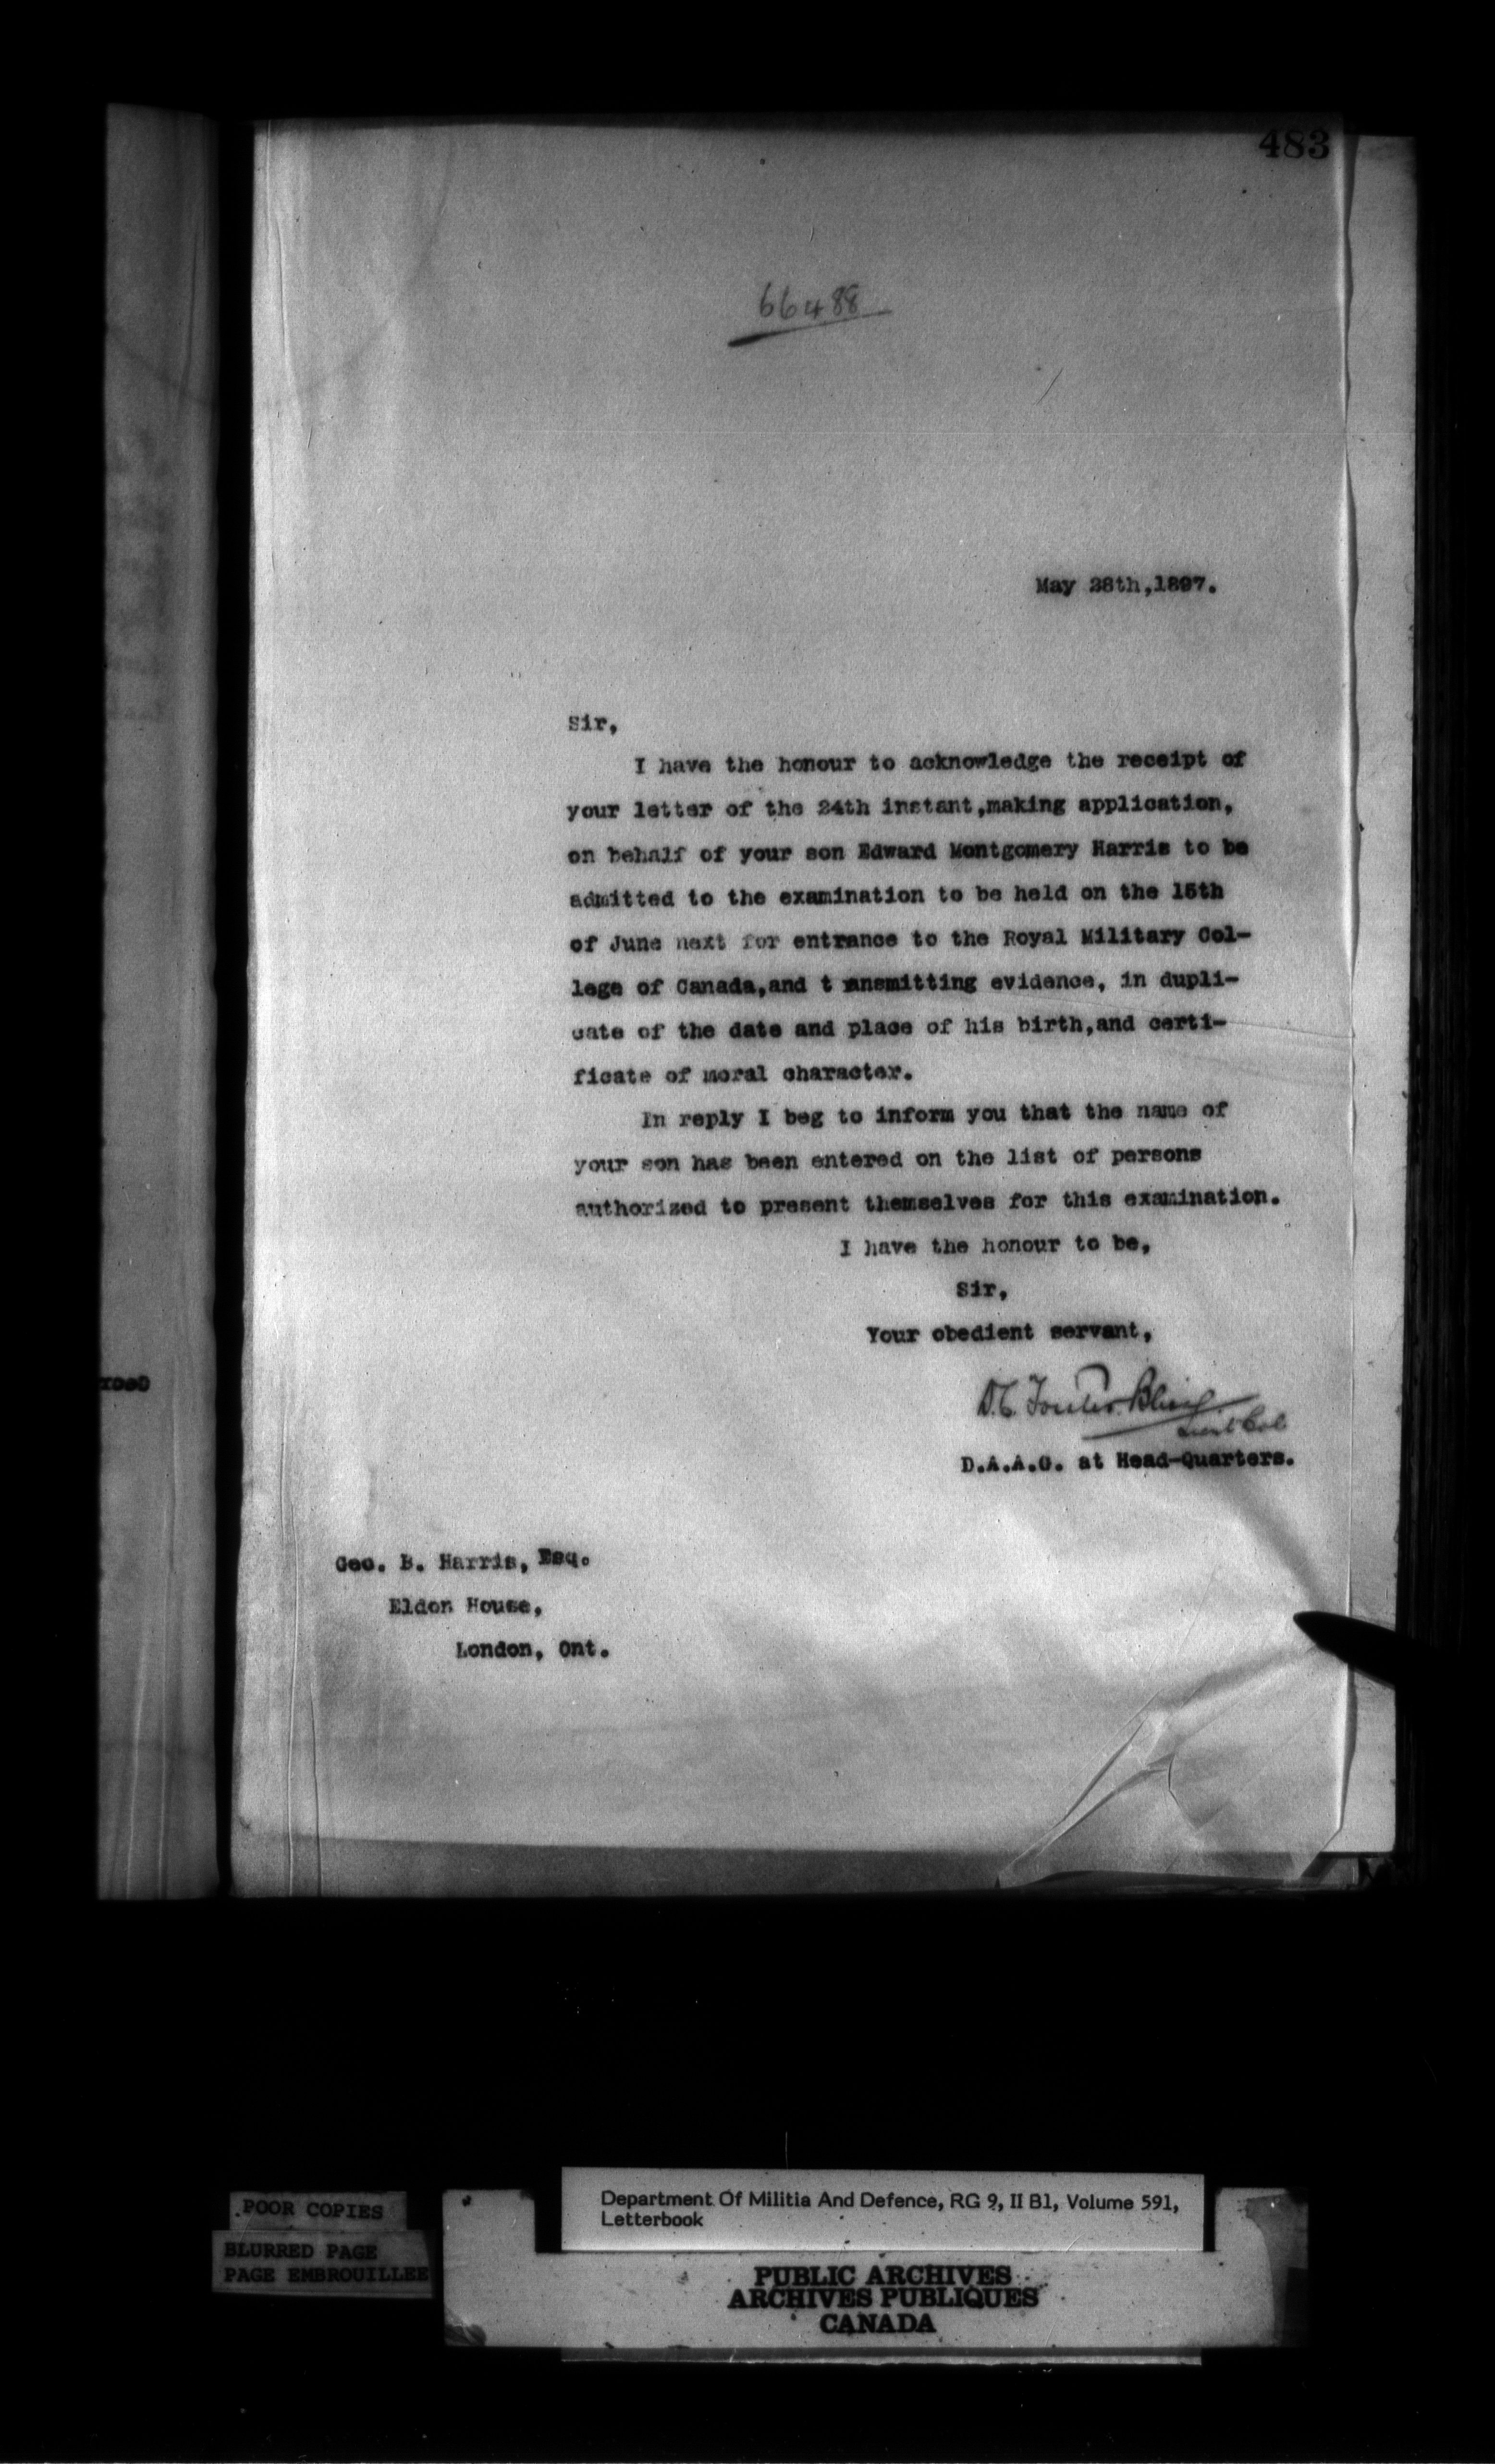 483
66488
May 28th,1897.
Sir,
I have the honour to acknowledge the receipt of
your letter of the 24th instant,making application,
on behalf of your son Edward Montgomery Harris to be
admitted to the examination to be held on the 15th
of June next for entrance to the Royal Military Col-
lege of Canada,and t ansmitting evidence, in dupli-
cate of the date and place of his birth,and certi-
ficate of moral character.
In reply I beg to inform you that the name of
your son has been entered on the list of persons
authorized to present themselves for this examination.
I have the honour to be,
Sir,
Your obedient servant,
Lieut Col
D.A.A.G. at Head-Quarters.
Geo. B. Harris, Esq.
Eldon House,
London, Ont.
POOR COPIES
BLURRED PAGE
PAGE EMBROUILLEE
Department Of Militia And Defence, RG 9, II B1, Volume 591,
Letterbook
PUBLIC ARCHIVES
ARCHIVES PUBLIQUES
CANADA